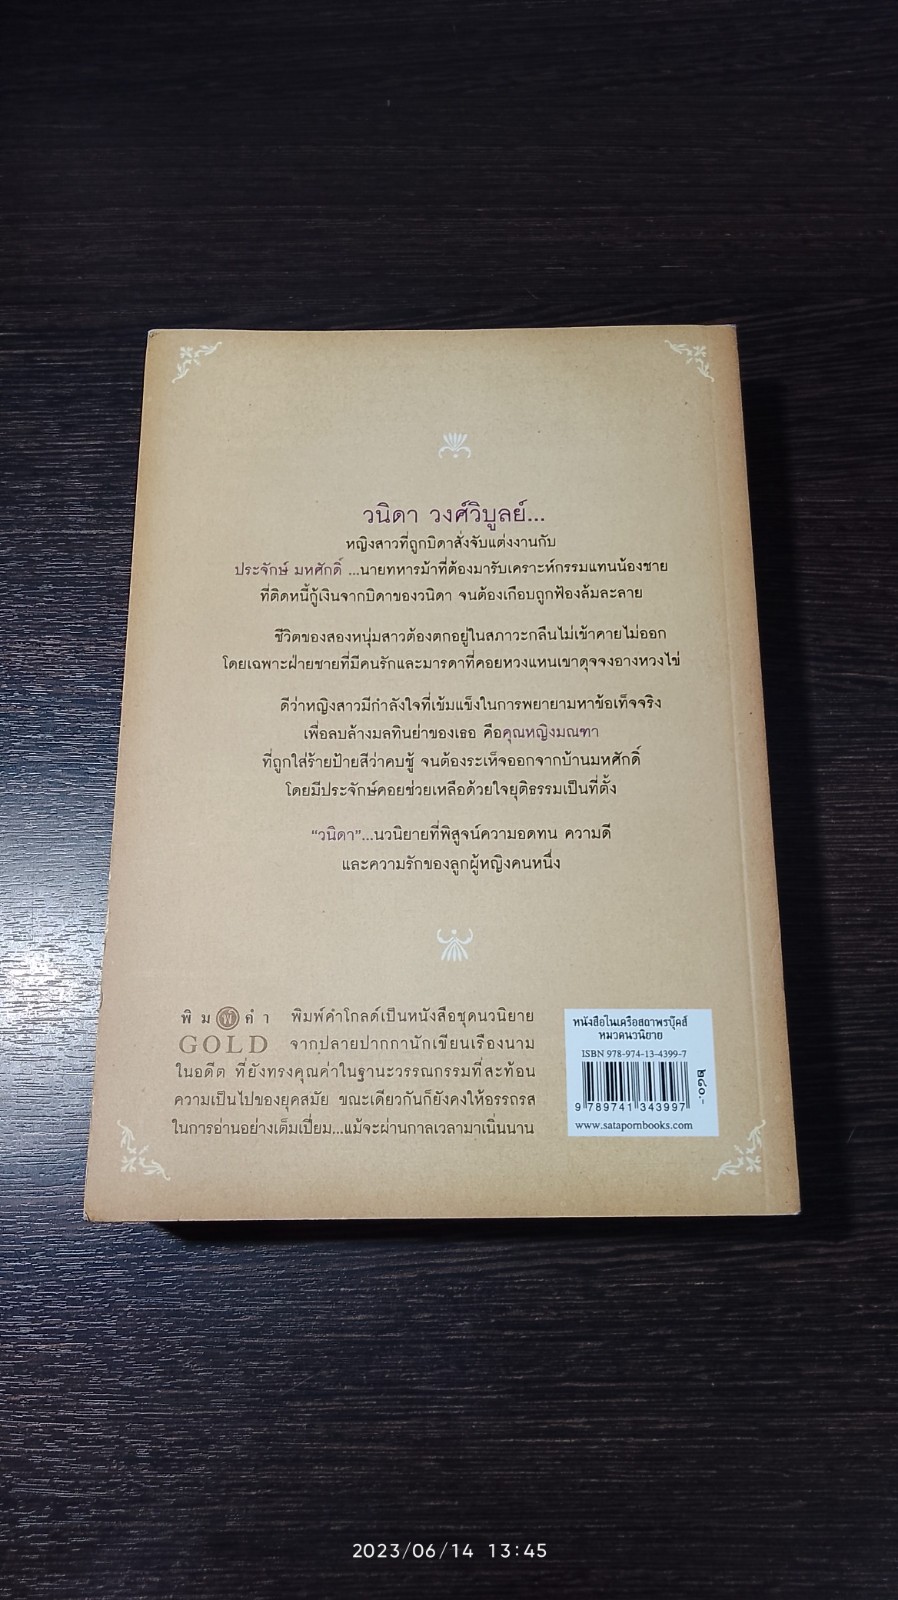 วนิดา วงศ์วิบูลย์...
หญิงสาวที่ถูกบิดาสั่งจับแต่งงานกับ
ประจักษ์ มหศักดิ์ ...นายทหารม้าที่ต้องมารับเคราะห์กรรมแทนน้องชาย
ที่ติดหนี้กู้เงินจากบิดาของวนิดา จนต้องเกือบถูกฟ้องล้มละลาย
ชีวิตของสองหนุ่มสาวต้องตกอยู่ในสภาวะกลืนไม่เข้าคายไม่ออก
โดยเฉพาะฝ่ายชายที่มีคนรักและมารดาที่คอยหวงแหนเขาดุจจงอางหวงไข่
ดีว่าหญิงสาวมีกำลังใจที่เข้มแข็งในการพยายามหาข้อเท็จจริง
เพื่อลบล้างมลทินย่าของเธอ คือคุณหญิงมณฑา
ที่ถูกใส่ร้ายป้ายสีว่าคบชู้ จนต้องระเห็จออกจากบ้านมหศักดิ์
โดยมีประจักษ์คอยช่วยเหลือด้วยใจยุติธรรมเป็นที่ตั้ง
“วนิดา”...นวนิยายที่พิสูจน์ความอดทน ความดี
และความรักของลูกผู้หญิงคนหนึ่ง
พิมพ์คำ พิมพ์คำโกลด์เป็นหนังสือชุดนวนิยาย
GOLD จากปลายปากกานักเขียนเรืองนาม
ในอดีต ที่ยังทรงคุณค่าในฐานะวรรณกรรมที่สะท้อน
ความเป็นไปของยุคสมัย ขณะเดียวกันก็ยังคงให้อรรถรส
ในการอ่านอย่างเต็มเปี่ยม...แม้จะผ่านกาลเวลามาเนิ่นนาน
หนังสือในเครือสถาพรบุ๊คส์
หมวดนวนิยาย
ISBN 978-974-13-4399-7
9 789741 343997
๒๘๐.-
www.satapornbooks.com
2023/06/14 13:45